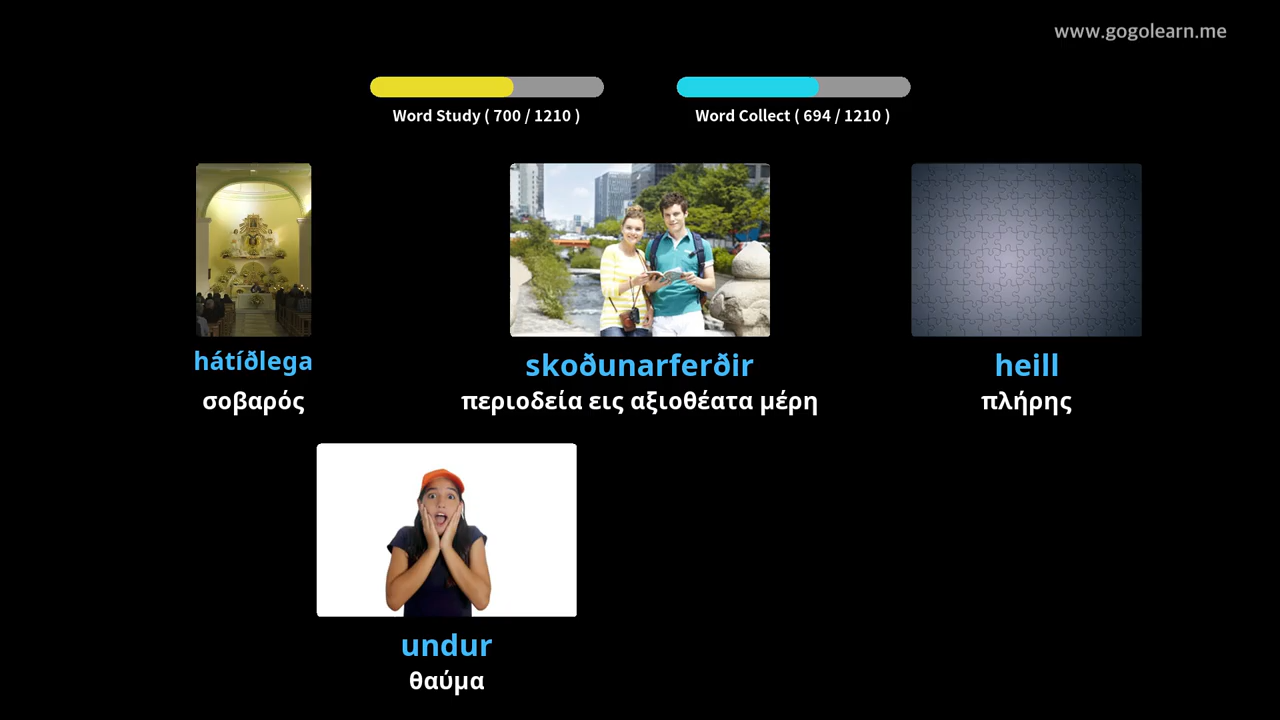 www.gogolearn.me
Word Study ( 700 / 1210 )
Word Collect ( 694 / 1210 )
hátíðlega
σοβαρός
skoðunarferðir
περιοδεία εις αξιοθέατα μέρη
heill
πλήρης
undur
θαύμα